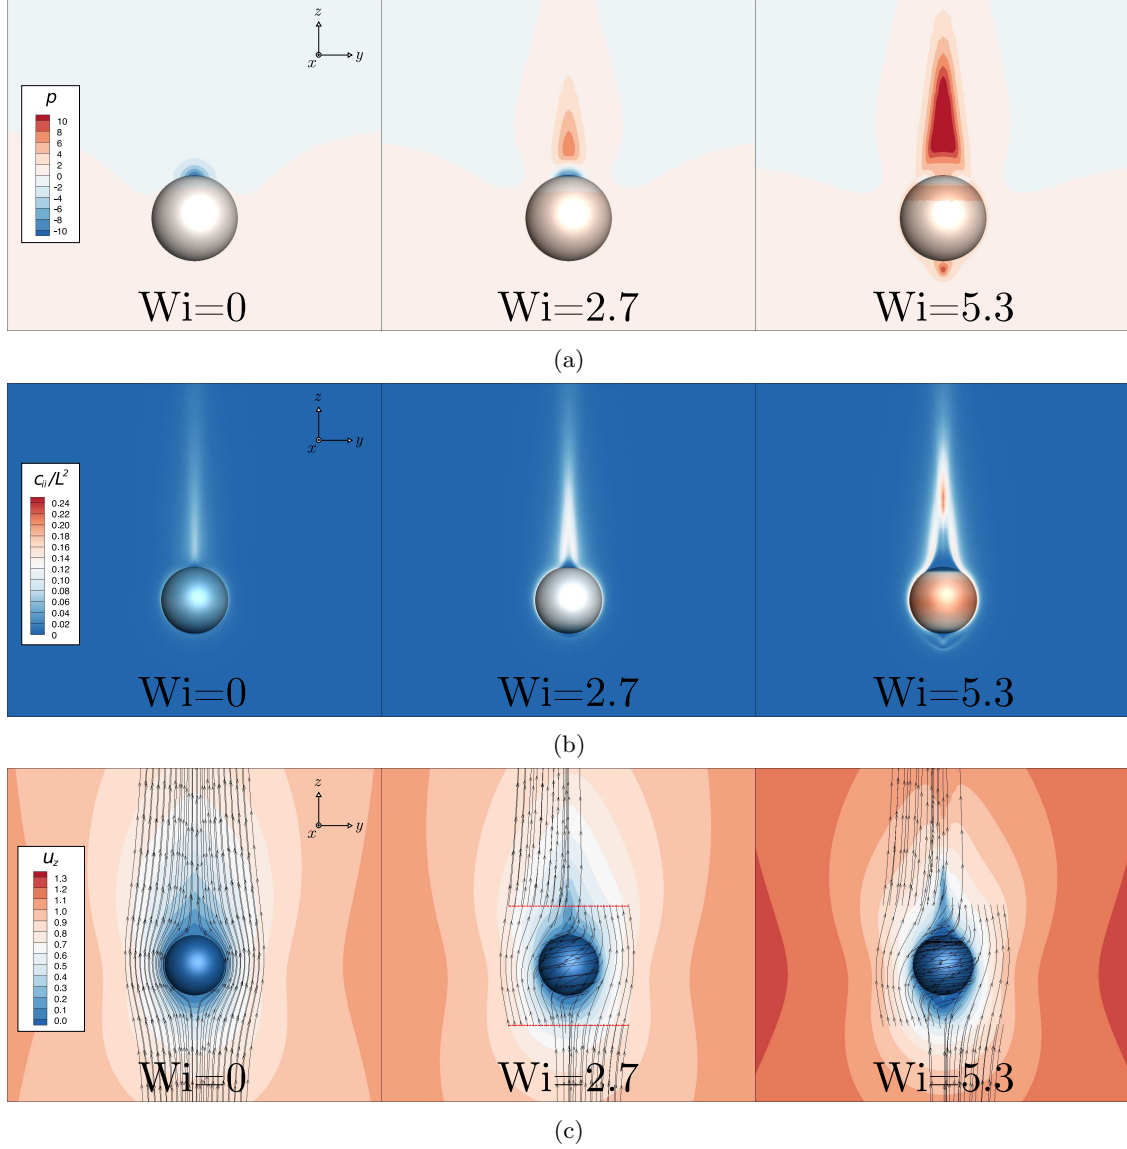 z
x
y
p
10
8
6
4
2
0
-2
-4
-6
-8
-10
Wi=0
Wi=2.7
Wi=5.3
(a)
z
x
y
c_ii/L^2
0.24
0.22
0.20
0.18
0.16
0.14
0.12
0.10
0.08
0.06
0.04
0.02
0
Wi=0
Wi=2.7
Wi=5.3
(b)
z
x
y
u_z
1.3
1.2
1.1
1.0
0.9
0.8
0.7
0.6
0.5
0.4
0.3
0.2
0.1
0.0
Wi=0
Wi=2.7
Wi=5.3
(c)